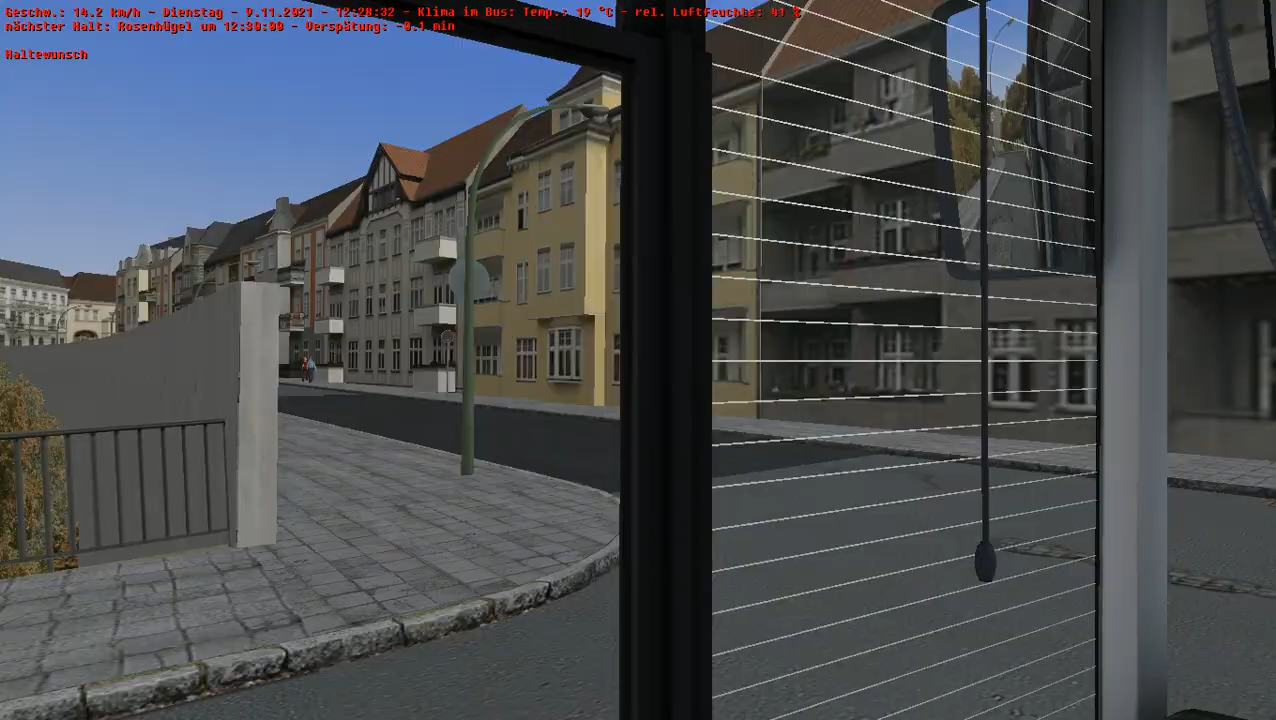 Geschw.: 14.2 km/h - Dienstag - 9.11.2021 - 12:28:32 - Klima im Bus: Temp.: 19 °C - rel. Luftfeuchte: 41 %
nächster Halt: Rosenhügel um 12:30:00 - Verspätung: -0.1 min
Haltewunsch